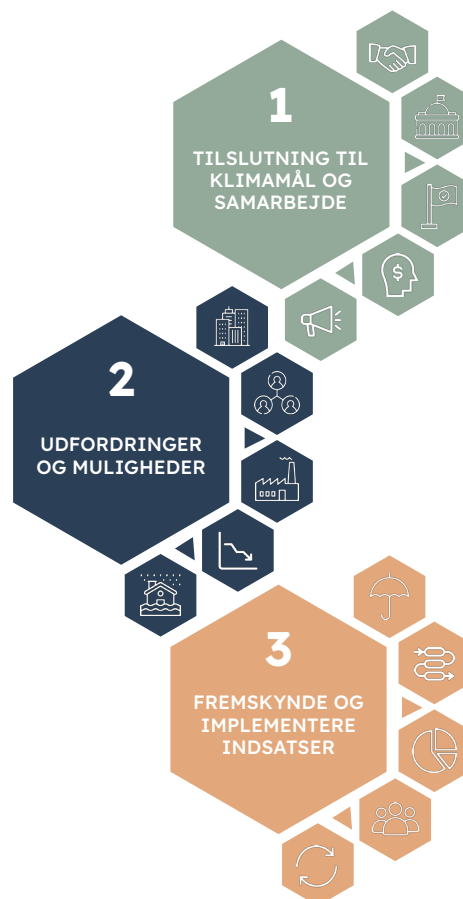 1
TILSLUTNING TIL
KLIMAMÅL OG
SAMARBEJDE
$
2
UDFORDRINGER
OG MULIGHEDER
3
FREMSKYNDE OG
IMPLEMENTERE
INDSATSER